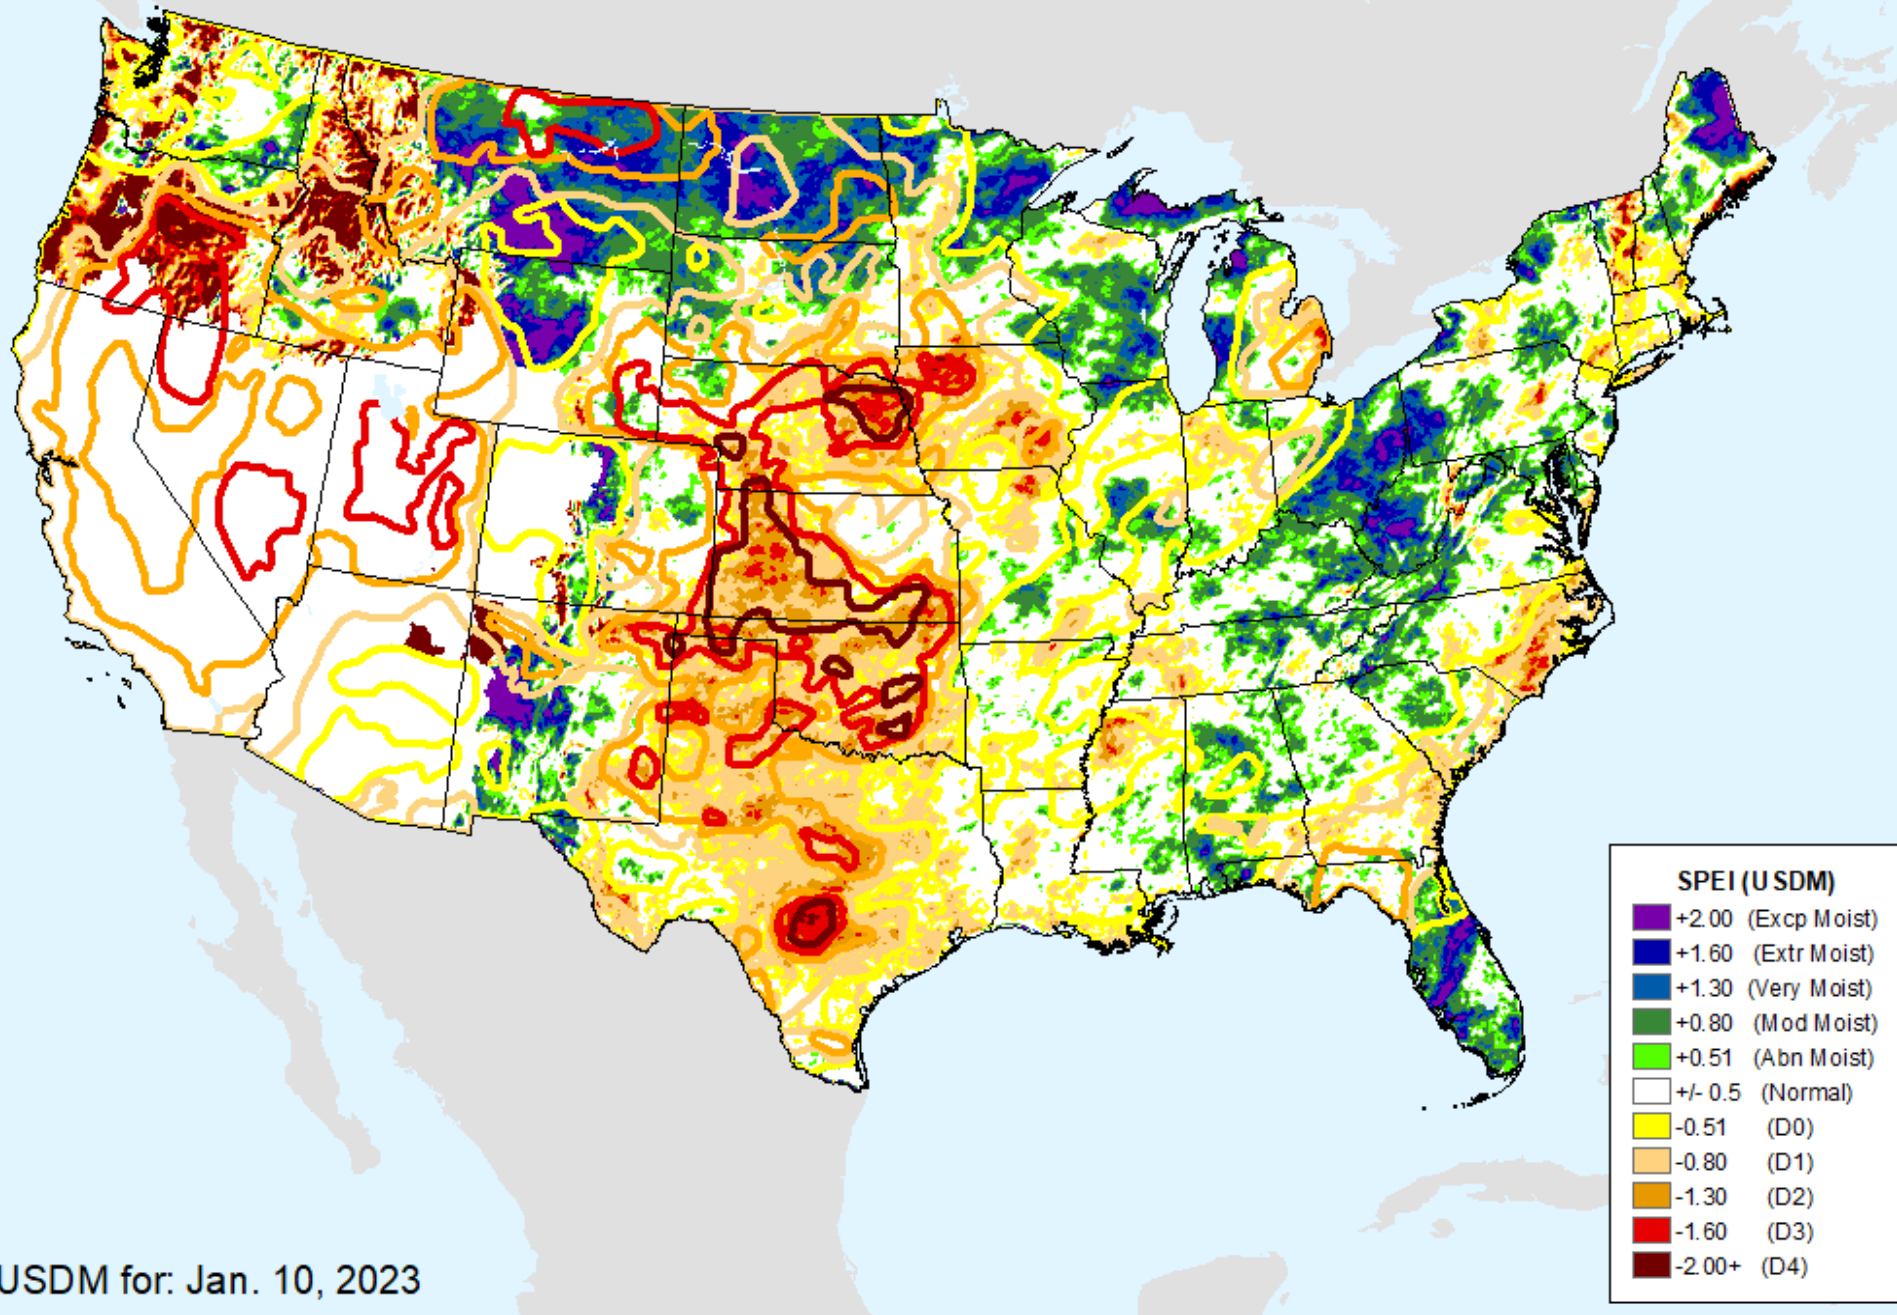 SPEI (USDM)
+2.00 (Excp Moist)
+1.60 (Extr Moist)
+1.30 (Very Moist)
+0.80 (Mod Moist)
+0.51 (Abn Moist)
+/- 0.5 (Normal)
-0.51 (D0)
-0.80 (D1)
-1.30 (D2)
-1.60 (D3)
-2.00+ (D4)
USDM for: Jan. 10, 2023